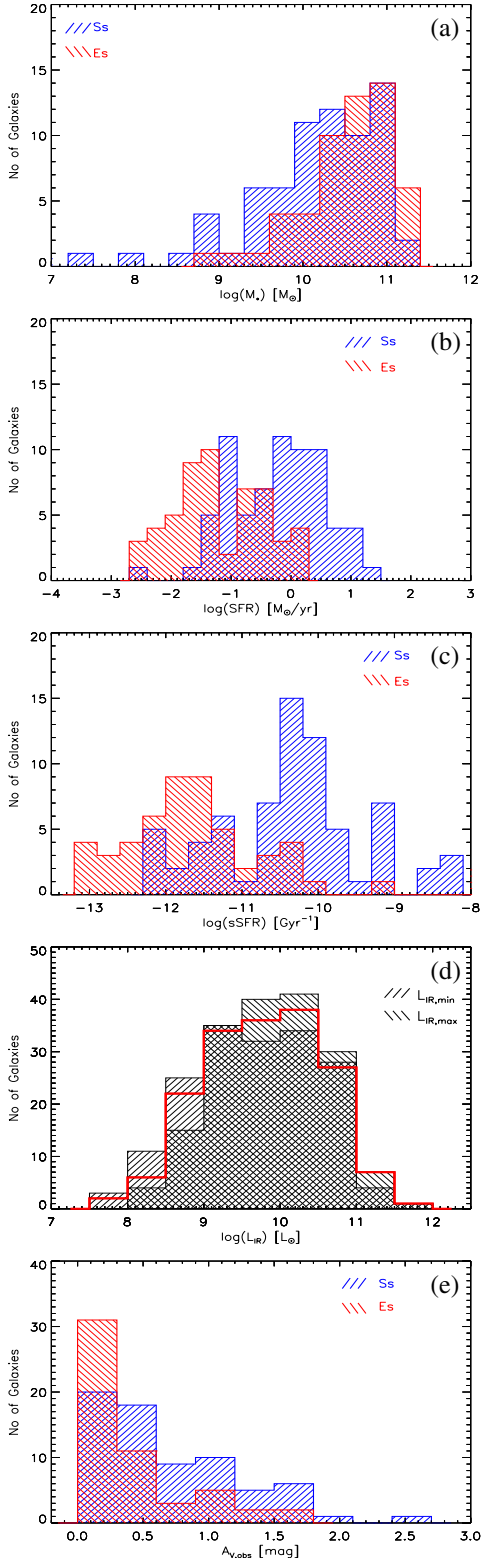 20
15
10
5
0
No of Galaxies
Ss
Es
(a)
7 8 9 10 11 12
log(M⋆) [M⊙]
20
15
10
5
0
No of Galaxies
Ss
Es
(b)
−4 −3 −2 −1 0 1 2 3
log(SFR) [M⊙/yr]
20
15
10
5
0
No of Galaxies
Ss
Es
(c)
−13 −12 −11 −10 −9 −8
log(sSFR) [Gyr⁻¹]
50
40
30
20
10
0
No of Galaxies
(d)
L_IR,min
L_IR,max
7 8 9 10 11 12
log(L_IR) [L⊙]
40
30
20
10
0
No of Galaxies
Ss
Es
(e)
0.0 0.5 1.0 1.5 2.0 2.5 3.0
A_V,obs [mag]